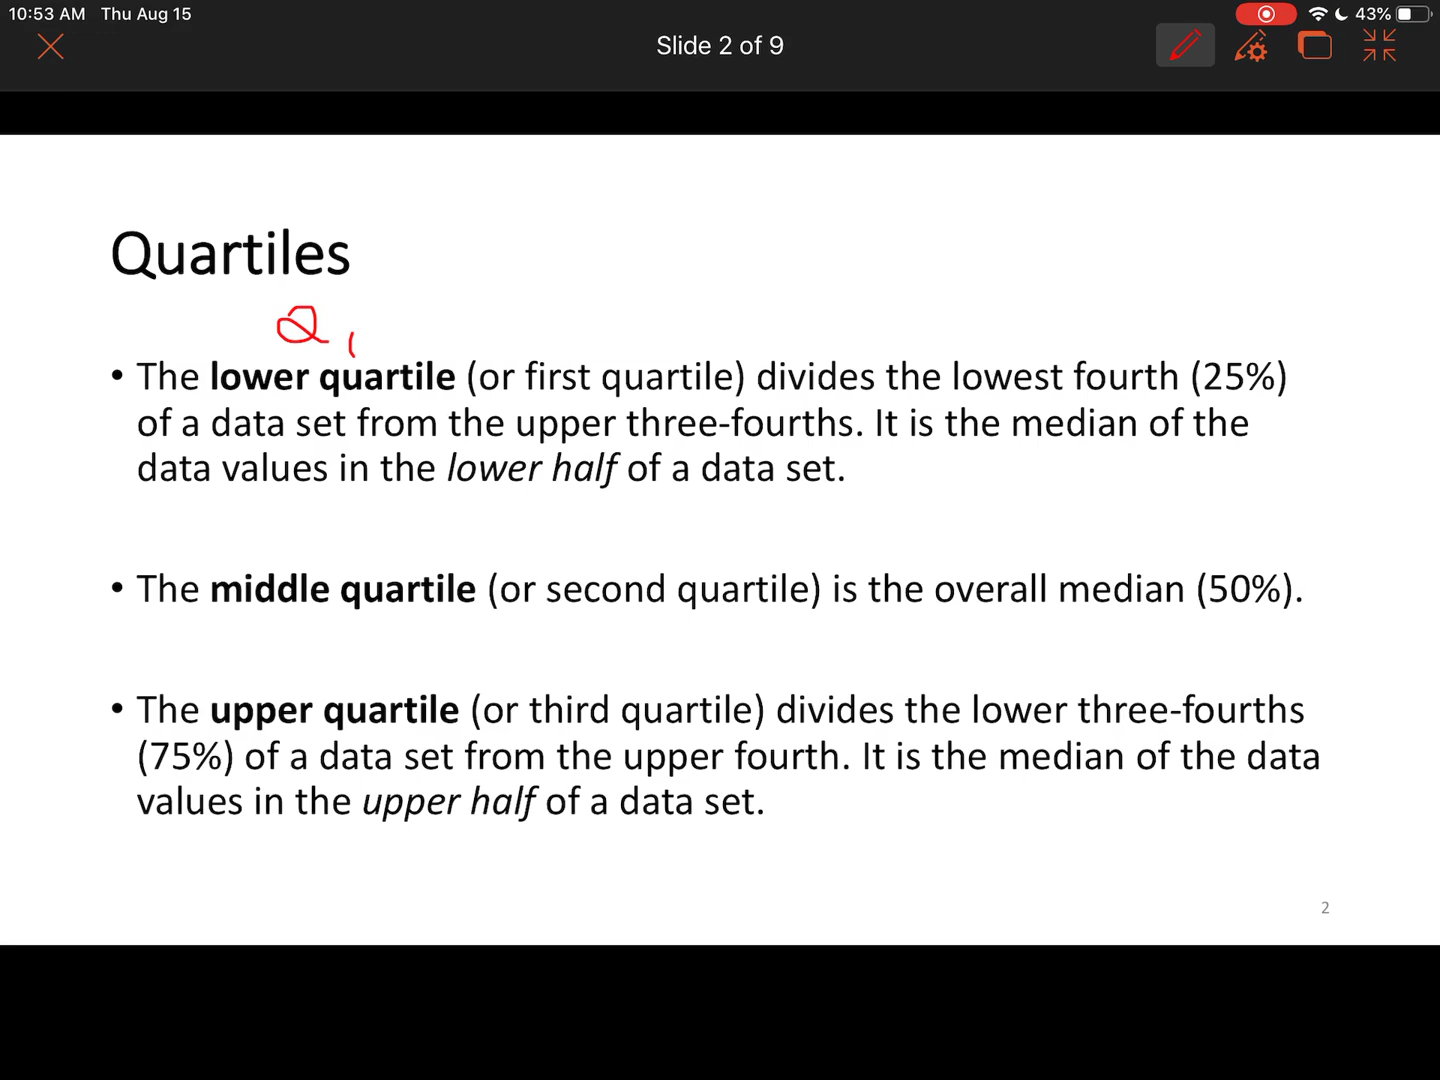 10:53 AM Thu Aug 15 43%
Slide 2 of 9
Quartiles
Q1
• The lower quartile (or first quartile) divides the lowest fourth (25%)
of a data set from the upper three-fourths. It is the median of the
data values in the lower half of a data set.
• The middle quartile (or second quartile) is the overall median (50%).
• The upper quartile (or third quartile) divides the lower three-fourths
(75%) of a data set from the upper fourth. It is the median of the data
values in the upper half of a data set.
2